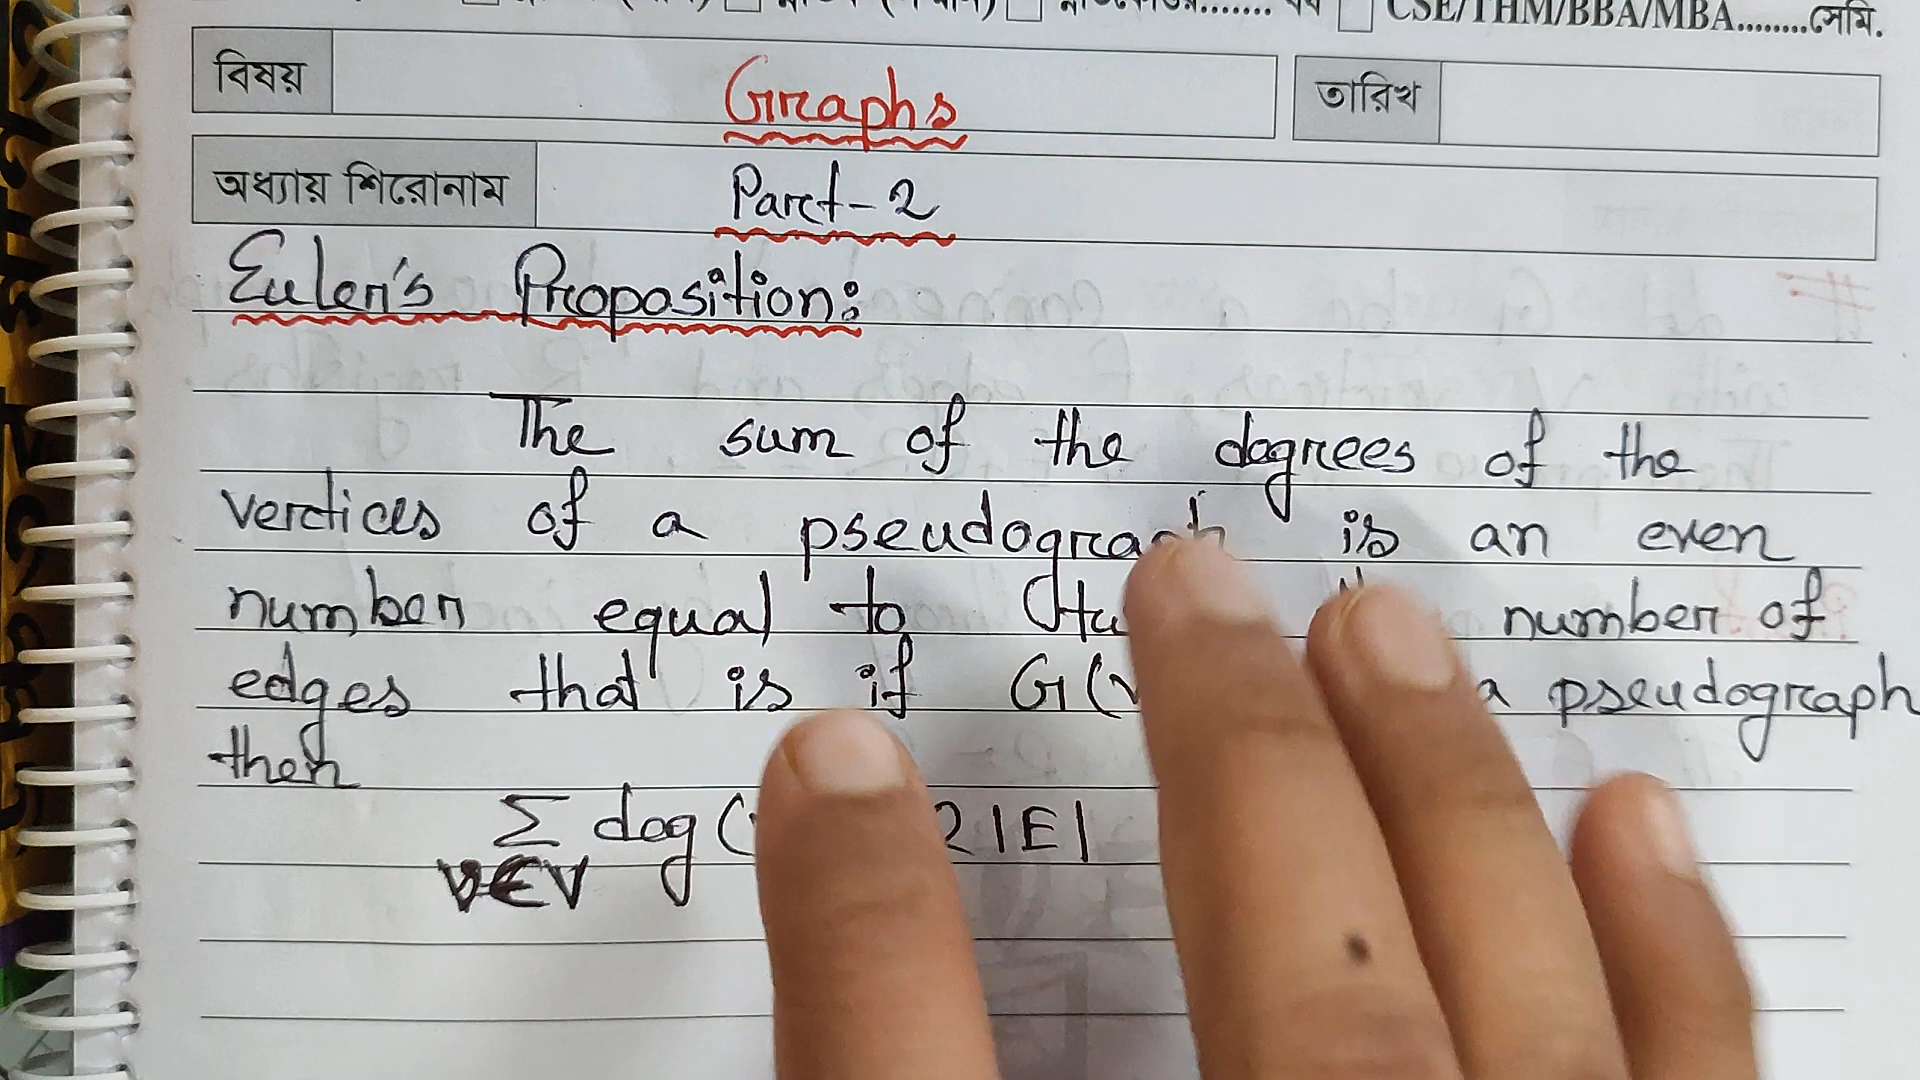 CSE/THM/BBA/MBA........সেমি.
বিষয়
Graphs
তারিখ
অধ্যায় শিরোনাম
Part-2
Euler's Proposition:
The sum of the degrees of the
vertices of a pseudograph is an even
number equal to number of
edges that is if G(v a pseudograph
then
Σ deg ( 2|E|
v∈V